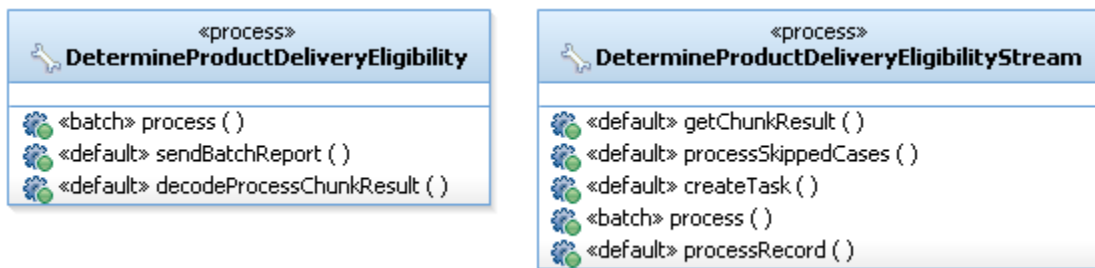 «process»
DetermineProductDeliveryEligibility
«batch» process ( )
«default» sendBatchReport ( )
«default» decodeProcessChunkResult ( )
«process»
DetermineProductDeliveryEligibilityStream
«default» getChunkResult ( )
«default» processSkippedCases ( )
«default» createTask ( )
«batch» process ( )
«default» processRecord ( )